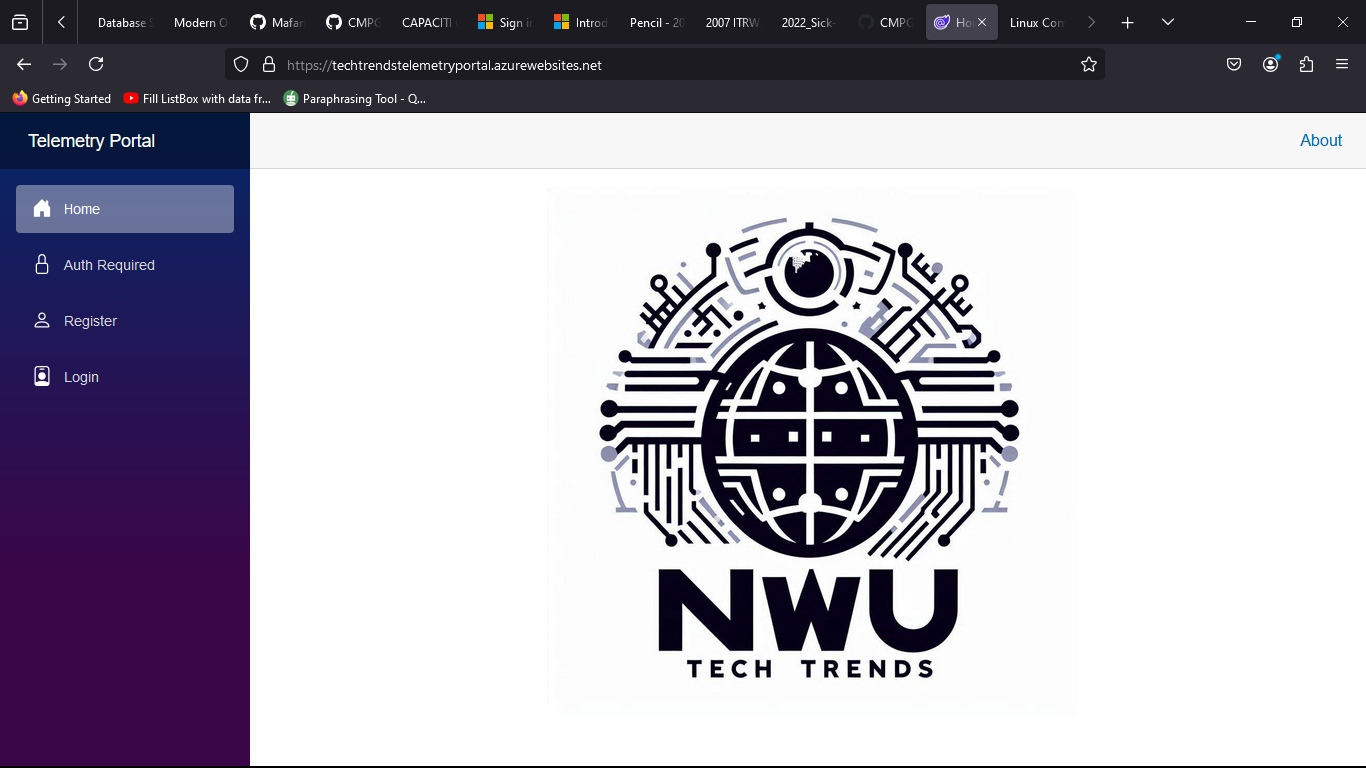 Database
Modern O
Mafa
CMPG
CAPACITI
Sign i
Introd
Pencil - 20
2007 ITRW
2022_Sick-
CMPG
Ho
Linux Con
https://techtrendstelemetryportal.azurewebsites.net
Getting Started
Fill ListBox with data fr...
Paraphrasing Tool - Q...
Telemetry Portal
About
Home
Auth Required
Register
Login
NWU
TECH TRENDS